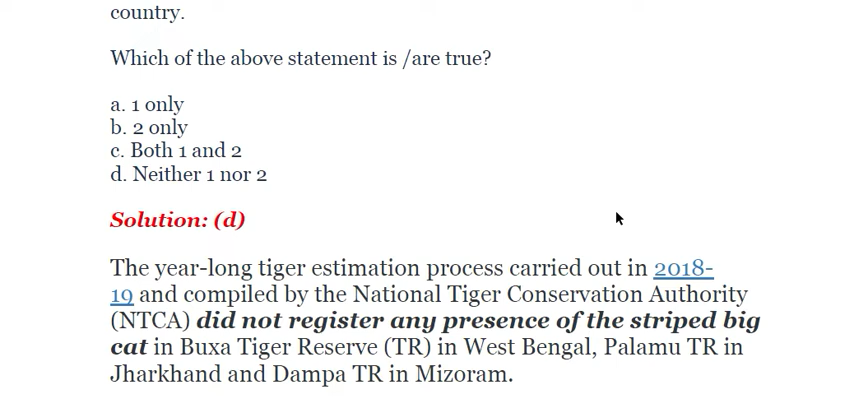 country.
Which of the above statement is /are true?
a. 1 only
b. 2 only
c. Both 1 and 2
d. Neither 1 nor 2
Solution: (d)
The year-long tiger estimation process carried out in 2018-
19 and compiled by the National Tiger Conservation Authority
(NTCA) did not register any presence of the striped big
cat in Buxa Tiger Reserve (TR) in West Bengal, Palamu TR in
Jharkhand and Dampa TR in Mizoram.